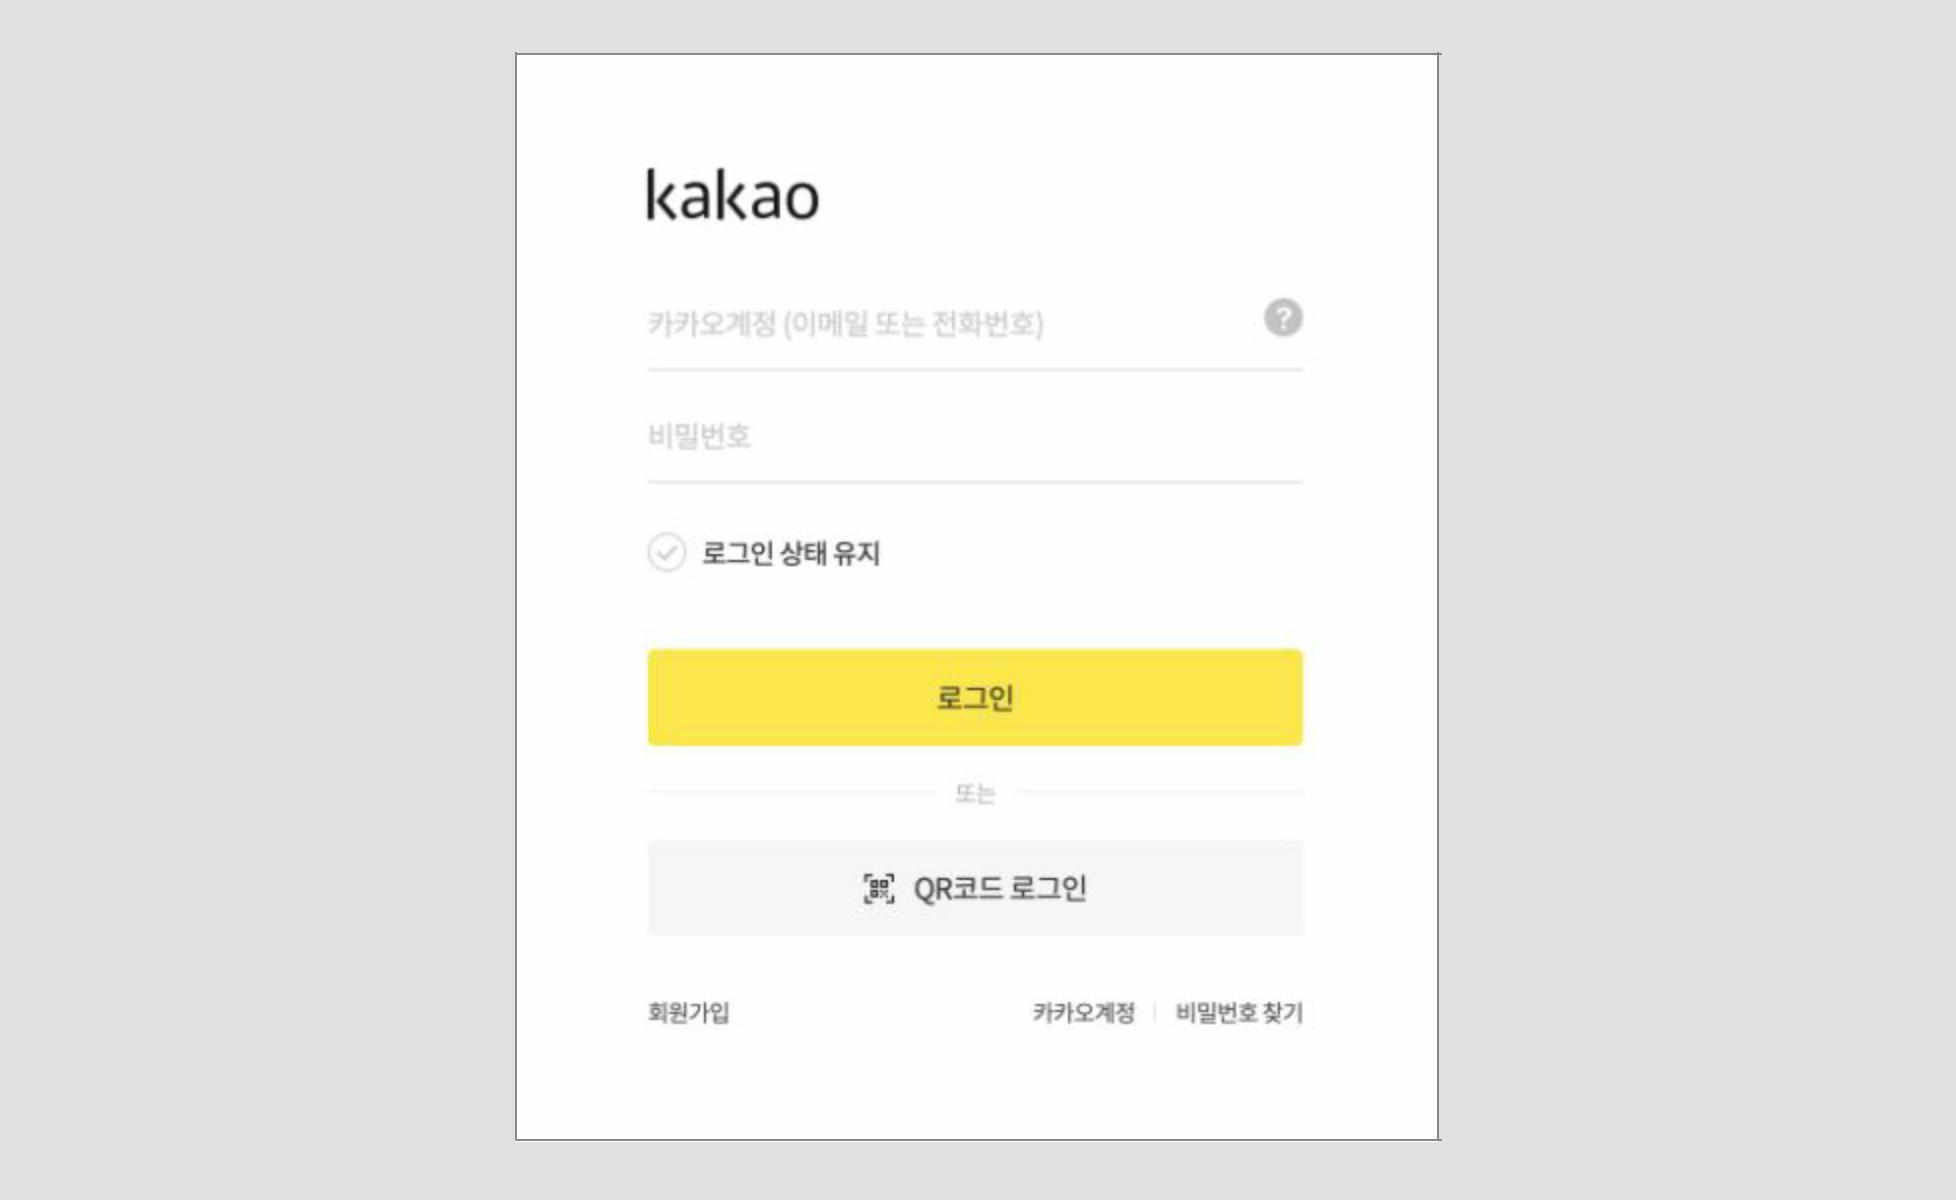 kakao
카카오계정 (이메일 또는 전화번호)
?
비밀번호
로그인 상태 유지
로그인
또는
QR코드 로그인
회원가입 카카오계정 | 비밀번호 찾기